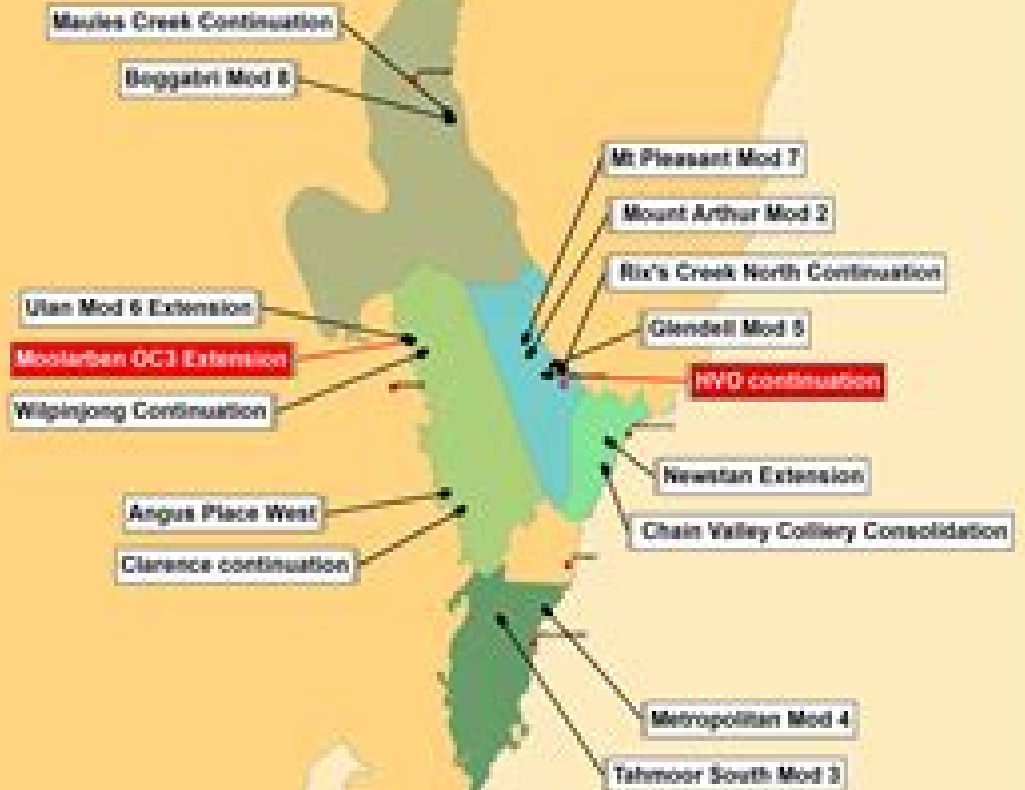 Maules Creek Continuation
Boggabri Mod 8
Mt Pleasant Mod 7
Mount Arthur Mod 2
Rix's Creek North Continuation
Ulan Mod 6 Extension
Glendell Mod 5
Moolarben OC3 Extension
HVO continuation
Wilpinjong Continuation
Newstan Extension
Angus Place West
Chain Valley Colliery Consolidation
Clarence continuation
Metropolitan Mod 4
Tahmoor South Mod 3